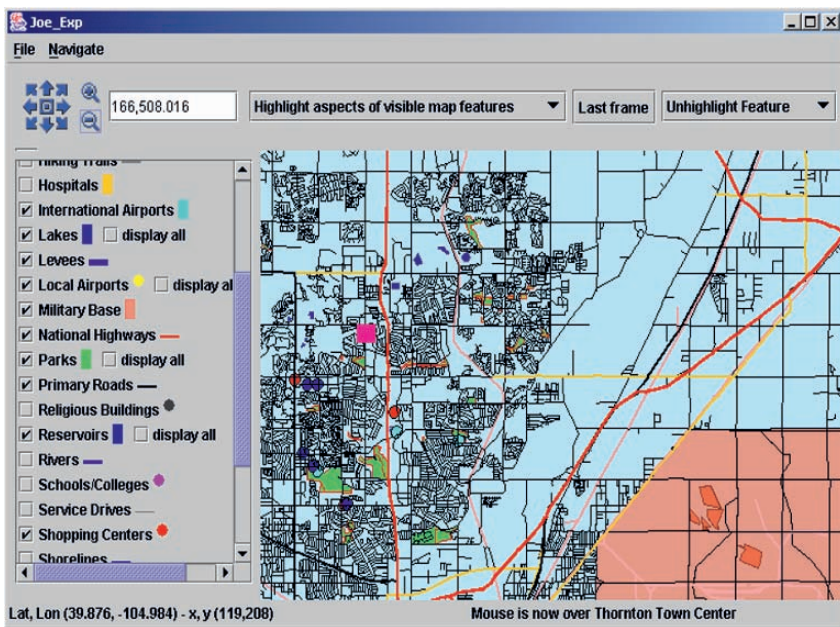 Joe_Exp
File Navigate
166,508.016
Highlight aspects of visible map features
Last frame
Unhighlight Feature
Hiking Trails
Hospitals
International Airports
Lakes display all
Levees
Local Airports display al
Military Base
National Highways
Parks display all
Primary Roads
Religious Buildings
Reservoirs display all
Rivers
Schools/Colleges
Service Drives
Shopping Centers
Shorelines
Lat, Lon (39.876, -104.984) - x, y (119,208)
Mouse is now over Thornton Town Center